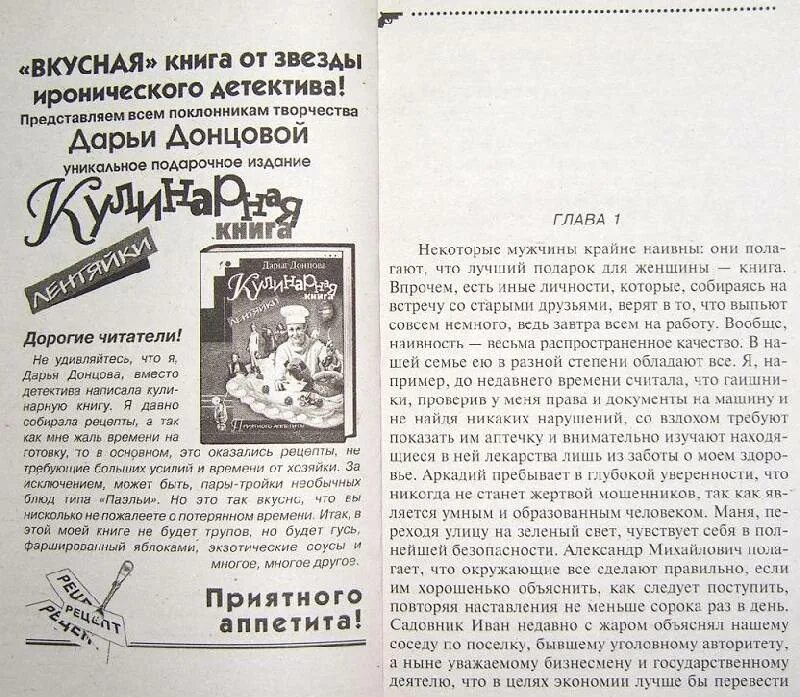 «ВКУСНАЯ» книга от звезды
иронического детектива!
Представляем всем поклонникам творчества
Дарьи Донцовой
уникальное подарочное издание
Кулинарная
книга
лентяйки
Дарья Донцова
Кулинарная
книга
лентяйки
Приятного аппетита!
Дорогие читатели!
Не удивляйтесь, что я,
Дарья Донцова, вместо
детектива написала кули-
нарную книгу. Я давно
собирала рецепты, а так
как мне жаль времени на
готовку, то в основном, это оказались рецепты, не
требующие больших усилий и времени от хозяйки. За
исключением, может быть, пары-тройки необычных
блюд типа «Паэльи». Но это так вкусно, что вы
нисколько не пожалеете о потерянном времени. Итак, в
этой моей книге не будет трупов, но будет гусь,
фаршированный яблоками, экзотические соусы и
многое, многое другое.
РЕЦЕ
РЕЦЕПТ
РЕЦЕПТ
Приятного
аппетита!
ГЛАВА 1
Некоторые мужчины крайне наивны: они пола-
гают, что лучший подарок для женщины — книга.
Впрочем, есть иные личности, которые, собираясь на
встречу со старыми друзьями, верят в то, что выпьют
совсем немного, ведь завтра всем на работу. Вообще,
наивность — весьма распространенное качество. В на-
шей семье ею в разной степени обладают все. Я, на-
пример, до недавнего времени считала, что гаишни-
ки, проверив у меня права и документы на машину и
не найдя никаких нарушений, со вздохом требуют
показать им аптечку и внимательно изучают находя-
щиеся в ней лекарства лишь из заботы о моем здоро-
вье. Аркадий пребывает в глубокой уверенности, что
никогда не станет жертвой мошенников, так как яв-
ляется умным и образованным человеком. Маня, пе-
реходя улицу на зеленый свет, чувствует себя в пол-
нейшей безопасности. Александр Михайлович пола-
гает, что окружающие все сделают правильно, если
им хорошенько объяснить, как следует поступить,
повторяя наставления не меньше сорока раз в день.
Садовник Иван недавно с жаром объяснял нашему
соседу по поселку, бывшему уголовному авторитету,
а ныне уважаемому бизнесмену и государственному
деятелю, что в целях экономии лучше бы перевести